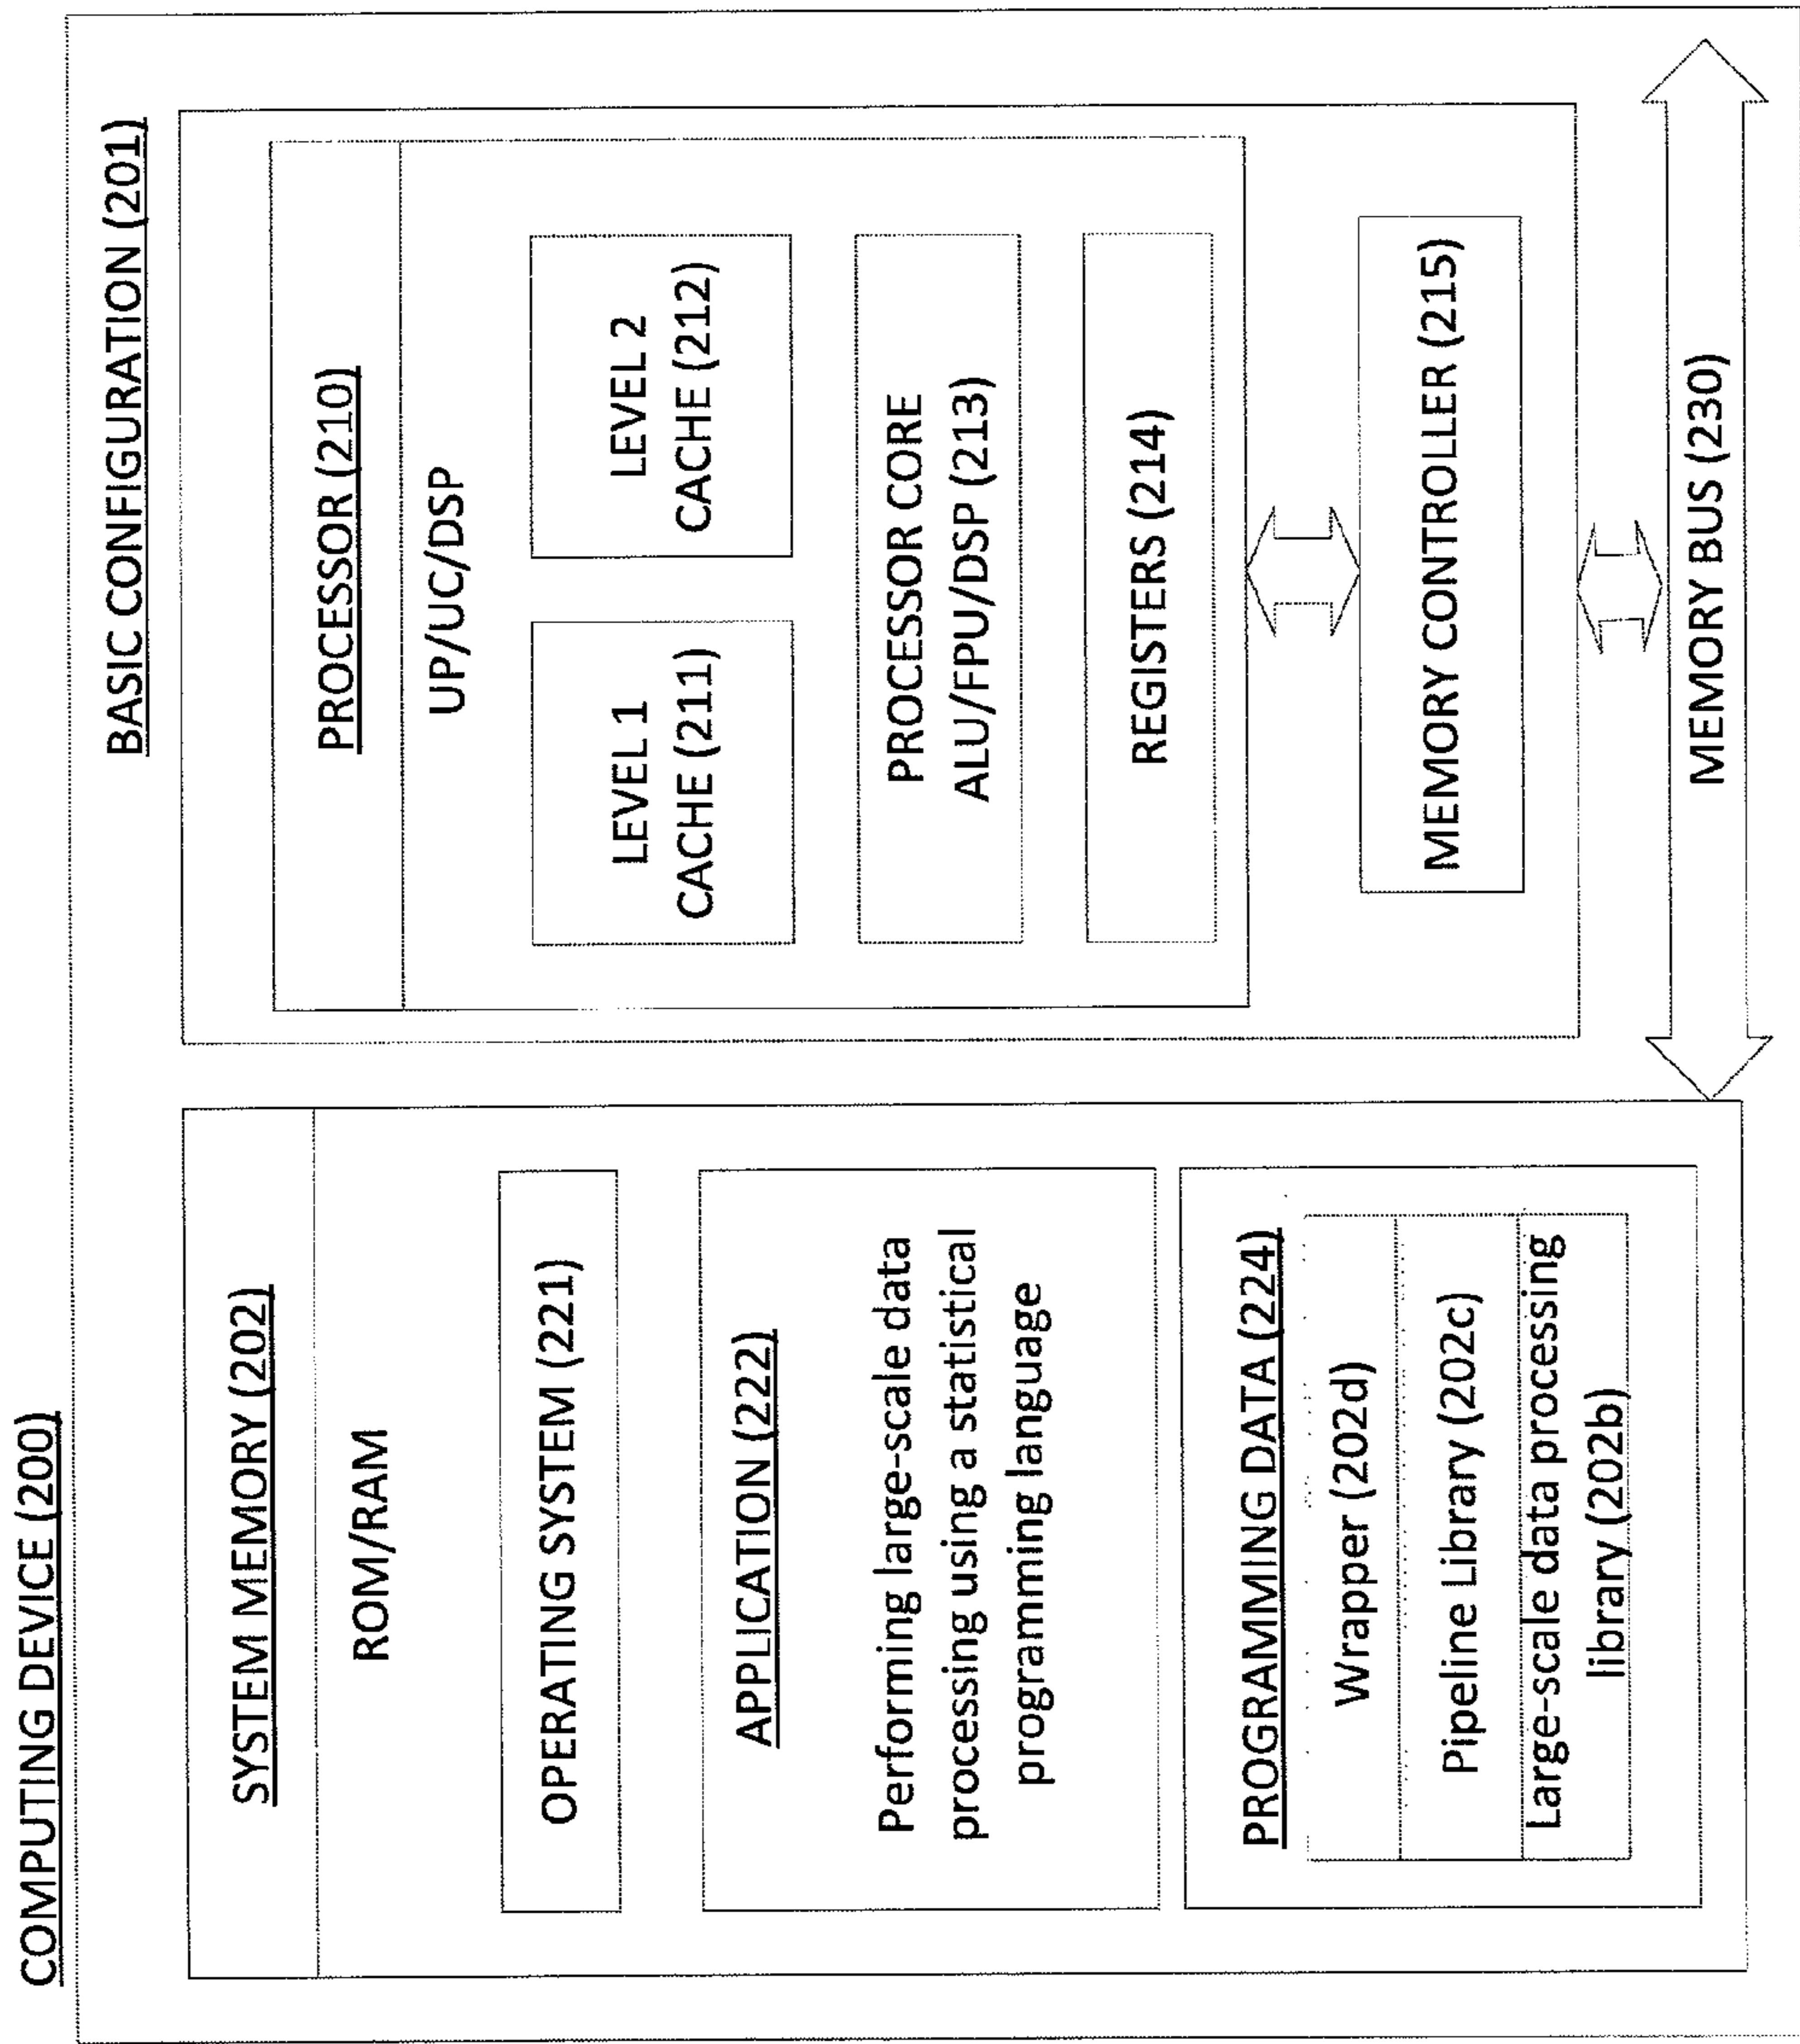 COMPUTING DEVICE (200)
SYSTEM MEMORY (202)
ROM/RAM
OPERATING SYSTEM (221)
APPLICATION (222)
Performing large-scale data
processing using a statistical
programming language
PROGRAMMING DATA (224)
Wrapper (202d)
Pipeline Library (202c)
Large-scale data processing
library (202b)
BASIC CONFIGURATION (201)
PROCESSOR (210)
UP/UC/DSP
LEVEL 1
CACHE (211)
LEVEL 2
CACHE (212)
PROCESSOR CORE
ALU/FPU/DSP (213)
REGISTERS (214)
MEMORY CONTROLLER (215)
MEMORY BUS (230)